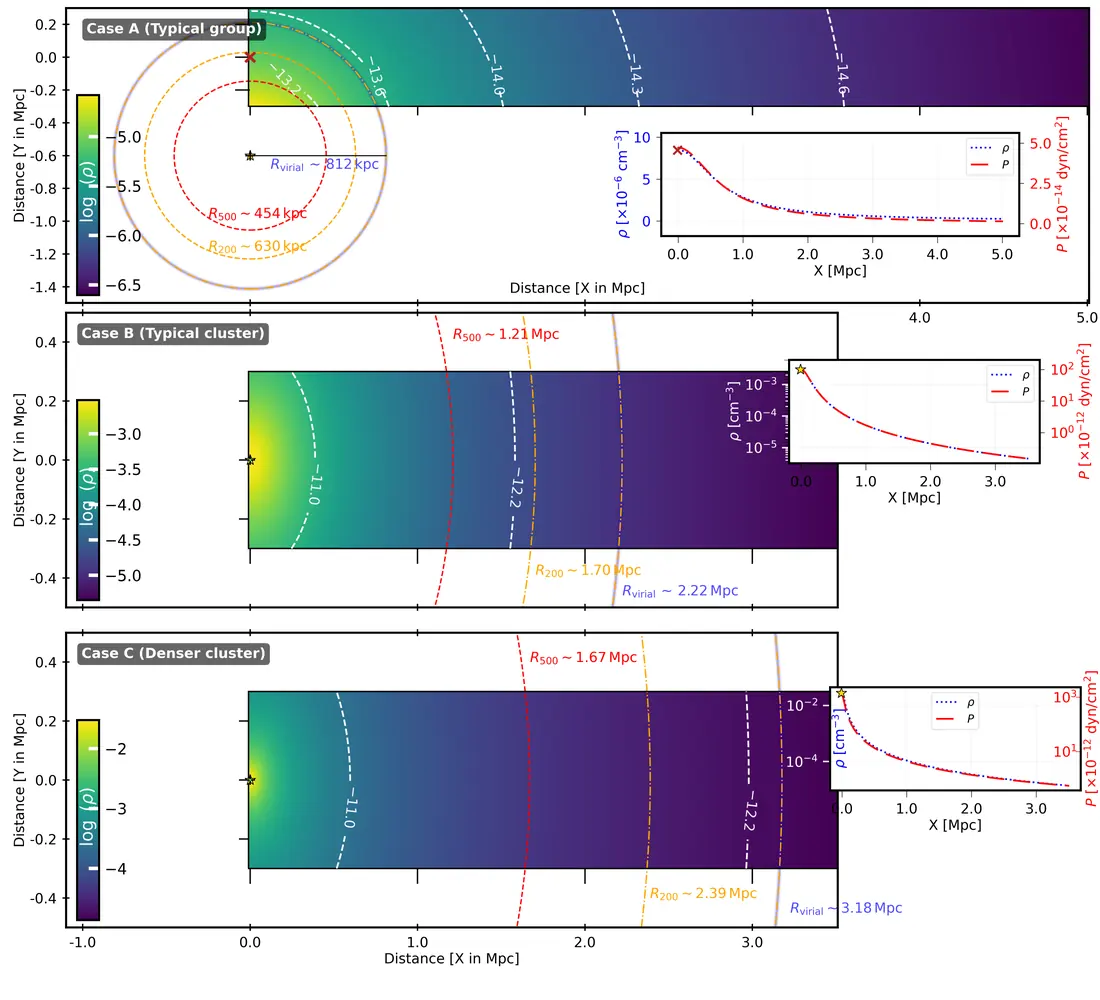 Case A (Typical group)
Distance [Y in Mpc]
0.2
0.0
-0.2
-0.4
-0.6
-0.8
-1.0
-1.2
-1.4
log (ρ)
−5.0
−5.5
−6.0
−6.5
−13.2
−13.6
−14.0
−14.3
−14.6
R_virial ~ 812 kpc
R_500 ~ 454 kpc
R_200 ~ 630 kpc
ρ [×10^−6 cm^−3]
10
5
0
ρ
P
5.0
2.5
0.0
P [×10^−14 dyn/cm^2]
0.0 1.0 2.0 3.0 4.0 5.0
X [Mpc]
Distance [X in Mpc]
4.0 5.0
Case B (Typical cluster)
Distance [Y in Mpc]
0.4
0.2
0.0
-0.2
-0.4
log (ρ)
−3.0
−3.5
−4.0
−4.5
−5.0
R_500 ~ 1.21 Mpc
−11.0
−12.2
R_200 ~ 1.70 Mpc
R_virial ~ 2.22 Mpc
ρ [cm^−3]
10^−3
10^−4
10^−5
ρ
P
10^2
10^1
10^0
P [×10^−12 dyn/cm^2]
0.0 1.0 2.0 3.0
X [Mpc]
Case C (Denser cluster)
Distance [Y in Mpc]
0.4
0.2
0.0
-0.2
-0.4
log (ρ)
−2
−3
−4
R_500 ~ 1.67 Mpc
−11.0
−12.2
R_200 ~ 2.39 Mpc
R_virial ~ 3.18 Mpc
10^−2
10^−4
ρ [cm^−3]
ρ
P
10^3
10^1
P [×10^−12 dyn/cm^2]
0.0 1.0 2.0 3.0
X [Mpc]
-1.0 0.0 1.0 2.0 3.0
Distance [X in Mpc]